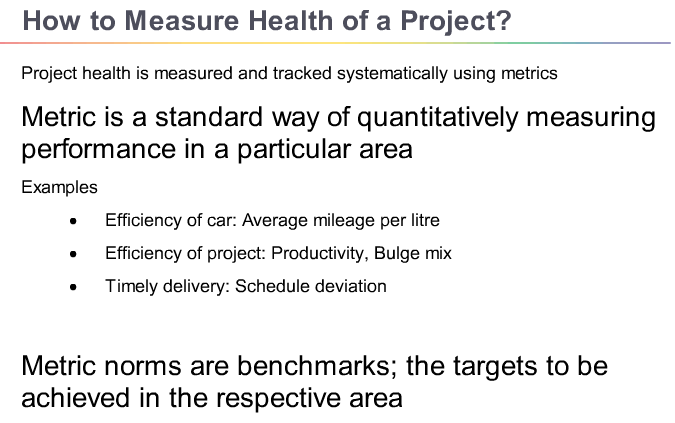 How to Measure Health of a Project?
Project health is measured and tracked systematically using metrics
Metric is a standard way of quantitatively measuring
performance in a particular area
Examples
• Efficiency of car: Average mileage per litre
• Efficiency of project: Productivity, Bulge mix
• Timely delivery: Schedule deviation
Metric norms are benchmarks; the targets to be
achieved in the respective area